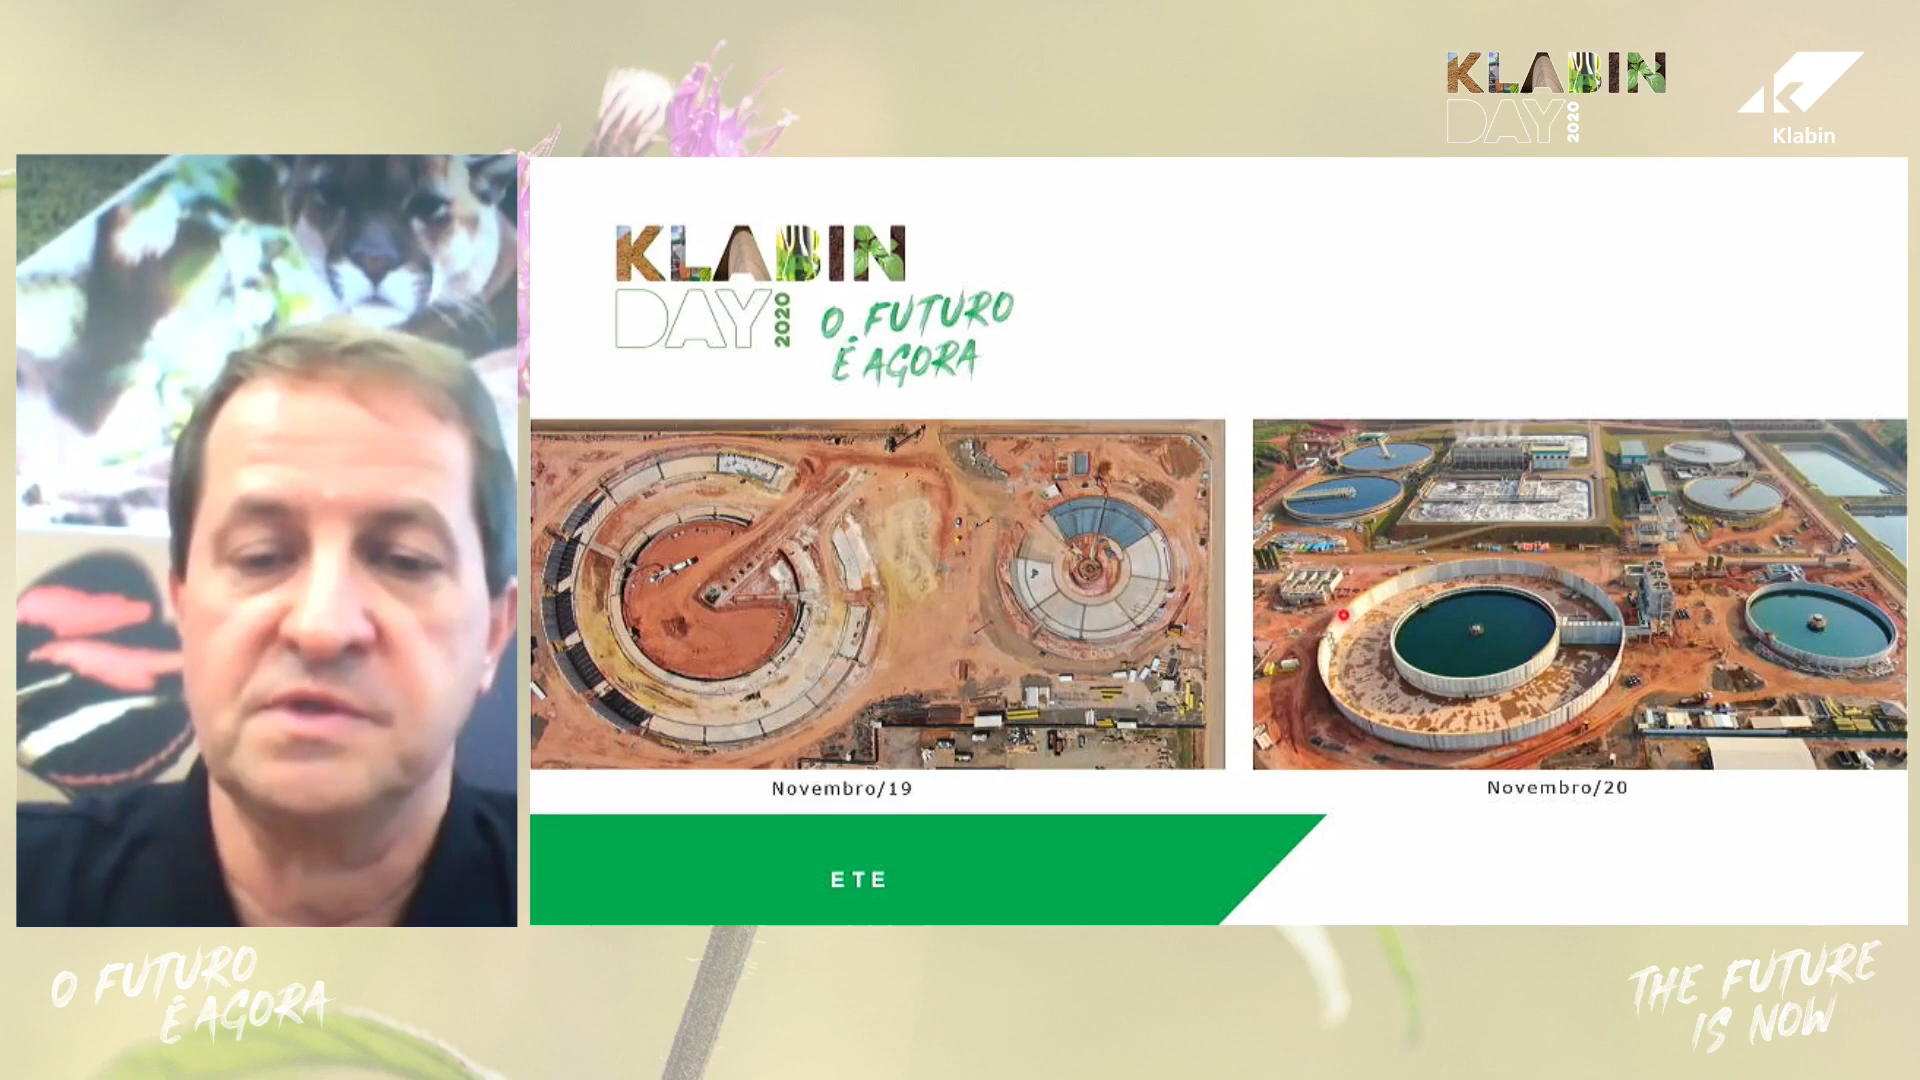 KLABIN
DAY 2020
Klabin
KLABIN
DAY 2020
O FUTURO
É AGORA
Novembro/19
Novembro/20
ETE
O FUTURO
É AGORA
THE FUTURE
IS NOW